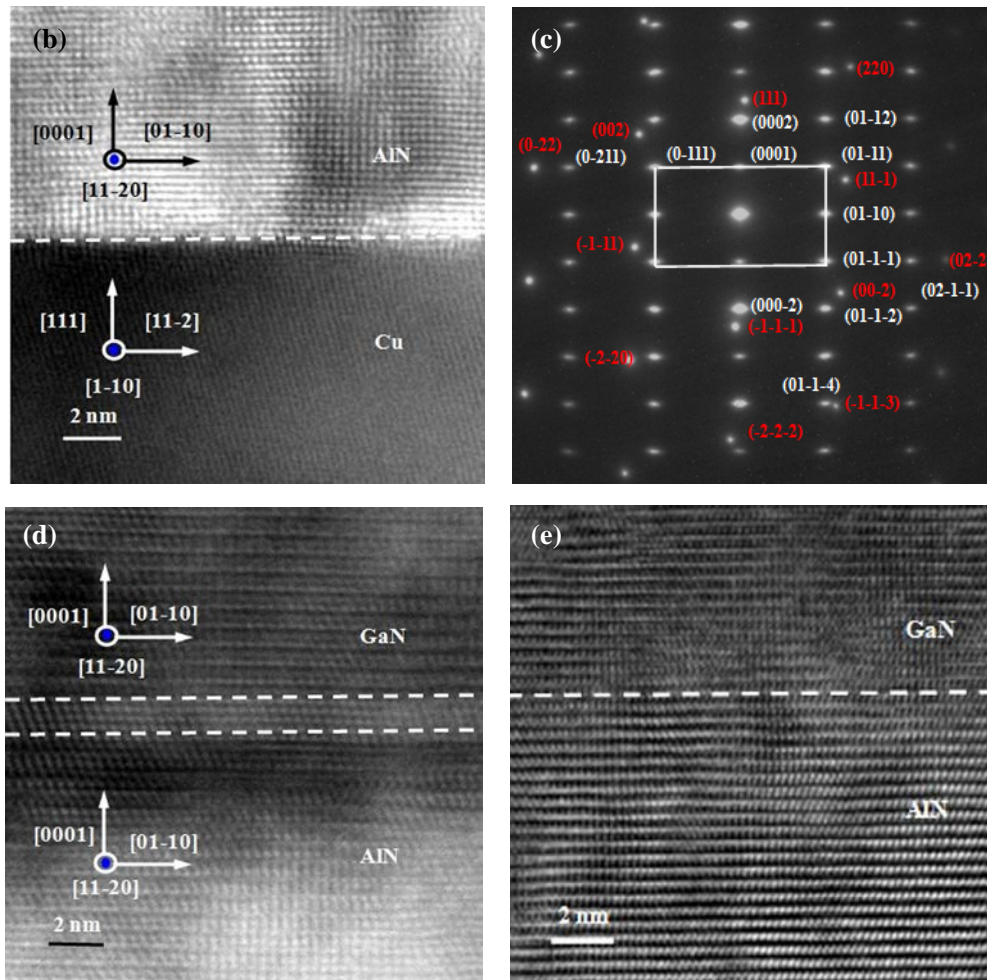 (b)
[0001]
[01-10]
AlN
[11-20]
[111]
[11-2]
Cu
[1-10]
2 nm
(c)
(220)
(111)
(002)
(0002)
(01-12)
(0-22)
(0-211)
(0-111)
(0001)
(01-11)
(11-1)
(01-10)
(-1-11)
(01-1-1)
(02-2
(00-2)
(02-1-1)
(000-2)
(01-1-2)
(-1-1-1)
(-2-20)
(01-1-4)
(-1-1-3)
(-2-2-2)
(d)
[0001]
[01-10]
GaN
[11-20]
[0001]
[01-10]
AlN
[11-20]
2 nm
(e)
GaN
AlN
2 nm